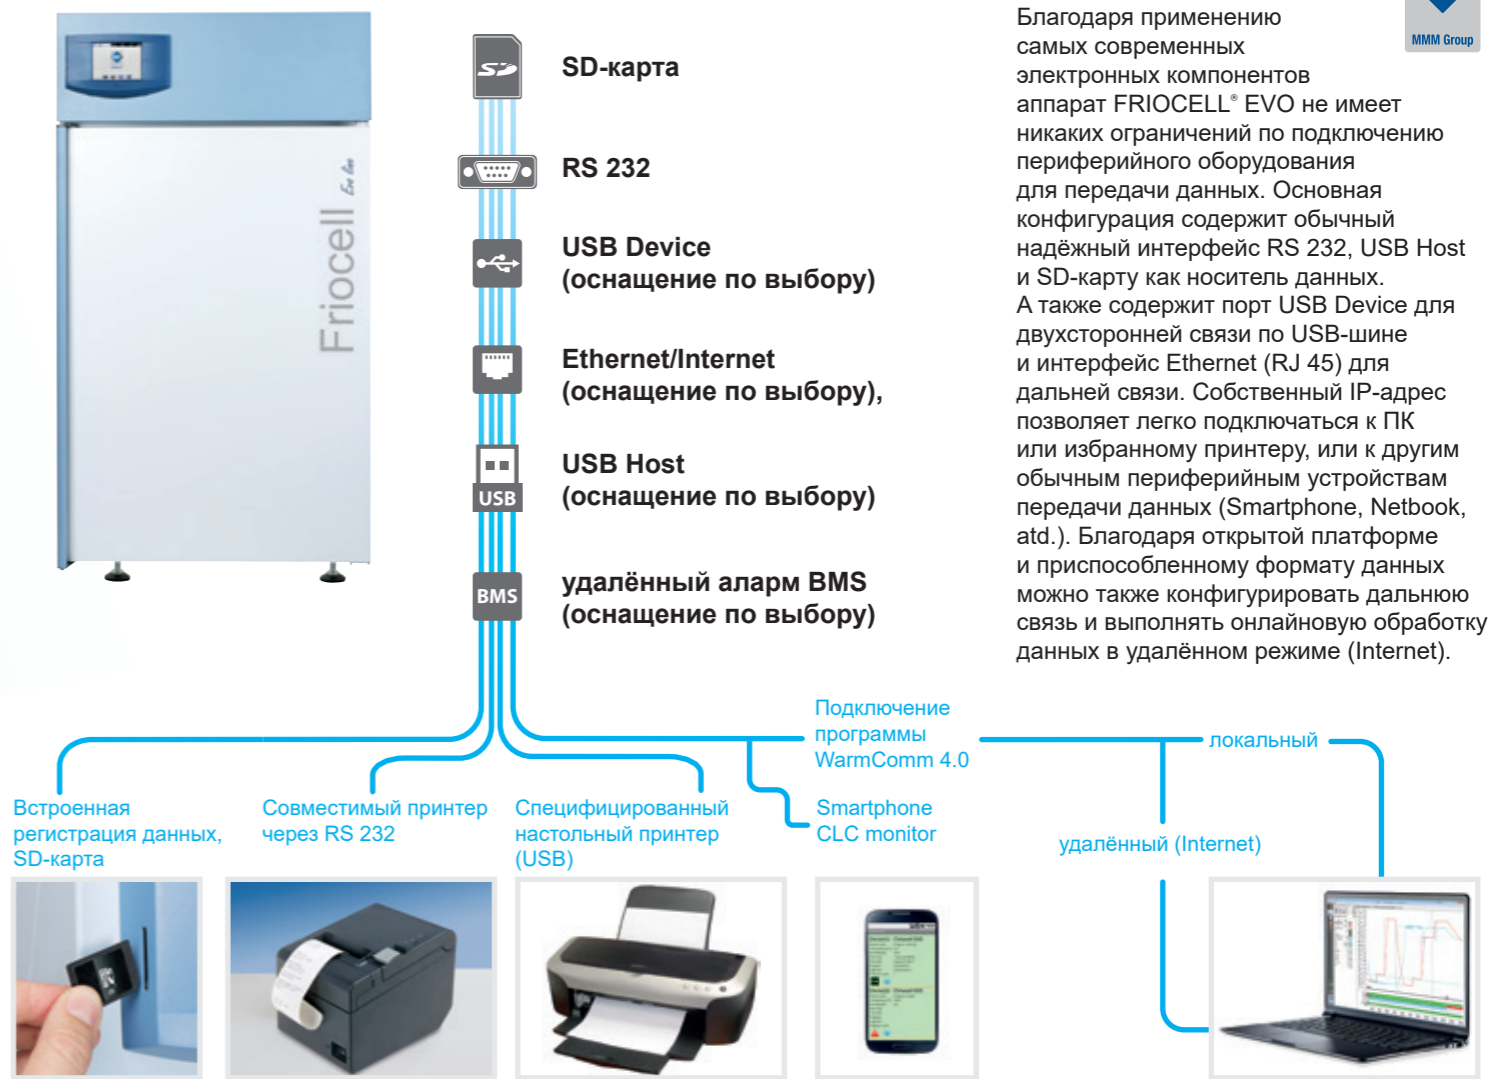 Friocell Evo line
SD-карта
RS 232
USB Device
(оснащение по выбору)
Ethernet/Internet
(оснащение по выбору),
USB Host
(оснащение по выбору)
USB
удалённый аларм BMS
(оснащение по выбору)
BMS
MMM Group
Благодаря применению
самых современных
электронных компонентов
аппарат FRIOCELL® EVO не имеет
никаких ограничений по подключению
периферийного оборудования
для передачи данных. Основная
конфигурация содержит обычный
надёжный интерфейс RS 232, USB Host
и SD-карту как носитель данных.
А также содержит порт USB Device для
двухсторонней связи по USB-шине
и интерфейс Ethernet (RJ 45) для
дальней связи. Собственный IP-адрес
позволяет легко подключаться к ПК
или избранному принтеру, или к другим
обычным периферийным устройствам
передачи данных (Smartphone, Netbook,
atd.). Благодаря открытой платформе
и приспособленному формату данных
можно также конфигурировать дальнюю
связь и выполнять онлайновую обработку
данных в удалённом режиме (Internet).
Подключение
программы
WarmComm 4.0
локальный
удалённый (Internet)
Встроенная
регистрация данных,
SD-карта
Совместимый принтер
через RS 232
Специфицированный
настольный принтер
(USB)
Smartphone
CLC monitor